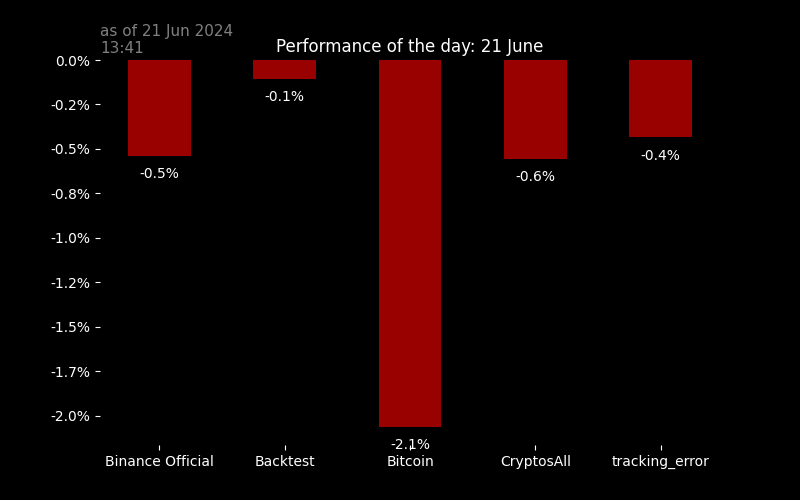 as of 21 Jun 2024
13:41
Performance of the day: 21 June
0.0%
-0.2%
-0.5%
-0.8%
-1.0%
-1.2%
-1.5%
-1.7%
-2.0%
-0.5%
-0.1%
-2.1%
-0.6%
-0.4%
Binance Official
Backtest
Bitcoin
CryptosAll
tracking_error